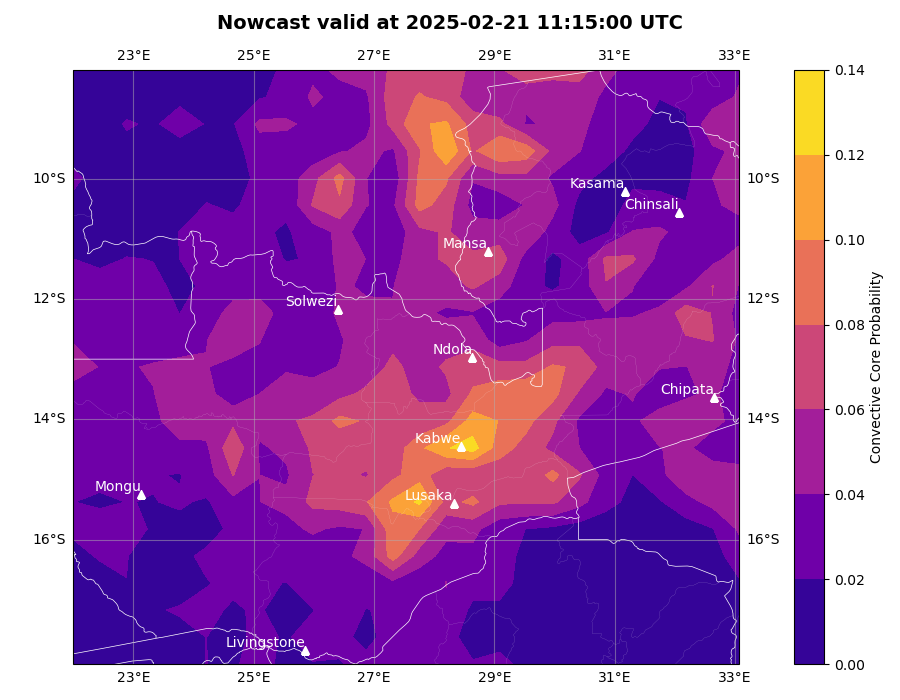 Nowcast valid at 2025-02-21 11:15:00 UTC
23°E 25°E 27°E 29°E 31°E 33°E
0.14
0.12
10°S Kasama 10°S
Chinsali
0.10
Mansa
12°S Solwezi 12°S
0.08
Ndola
Convective Core Probability
Chipata
0.06
14°S 14°S
Kabwe
Mongu Lusaka
0.04
16°S 16°S
0.02
Livingstone
0.00
23°E 25°E 27°E 29°E 31°E 33°E